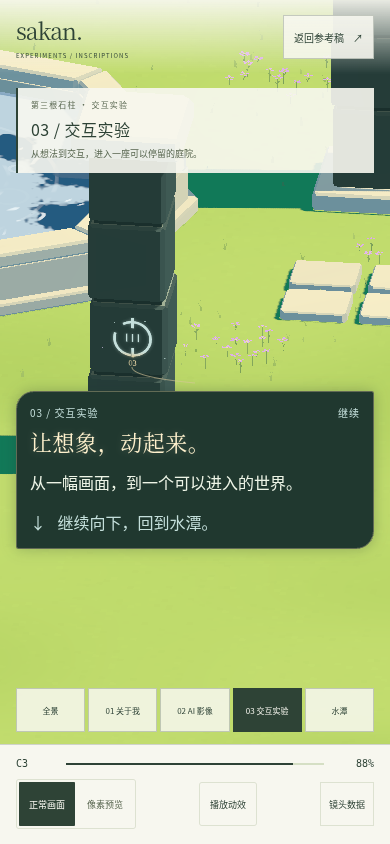 sakan.
EXPERIMENTS / INSCRIPTIONS
返回参考稿 ↗
第三根石柱 · 交互实验
03 / 交互实验
从想法到交互，进入一座可以停留的庭院。
03
03 / 交互实验 继续
让想象，动起来。
从一幅画面，到一个可以进入的世界。
↓ 继续向下，回到水潭。
全景 01 关于我 02 AI 影像 03 交互实验 水潭
C3 88%
正常画面 像素预览 播放动效 镜头数据